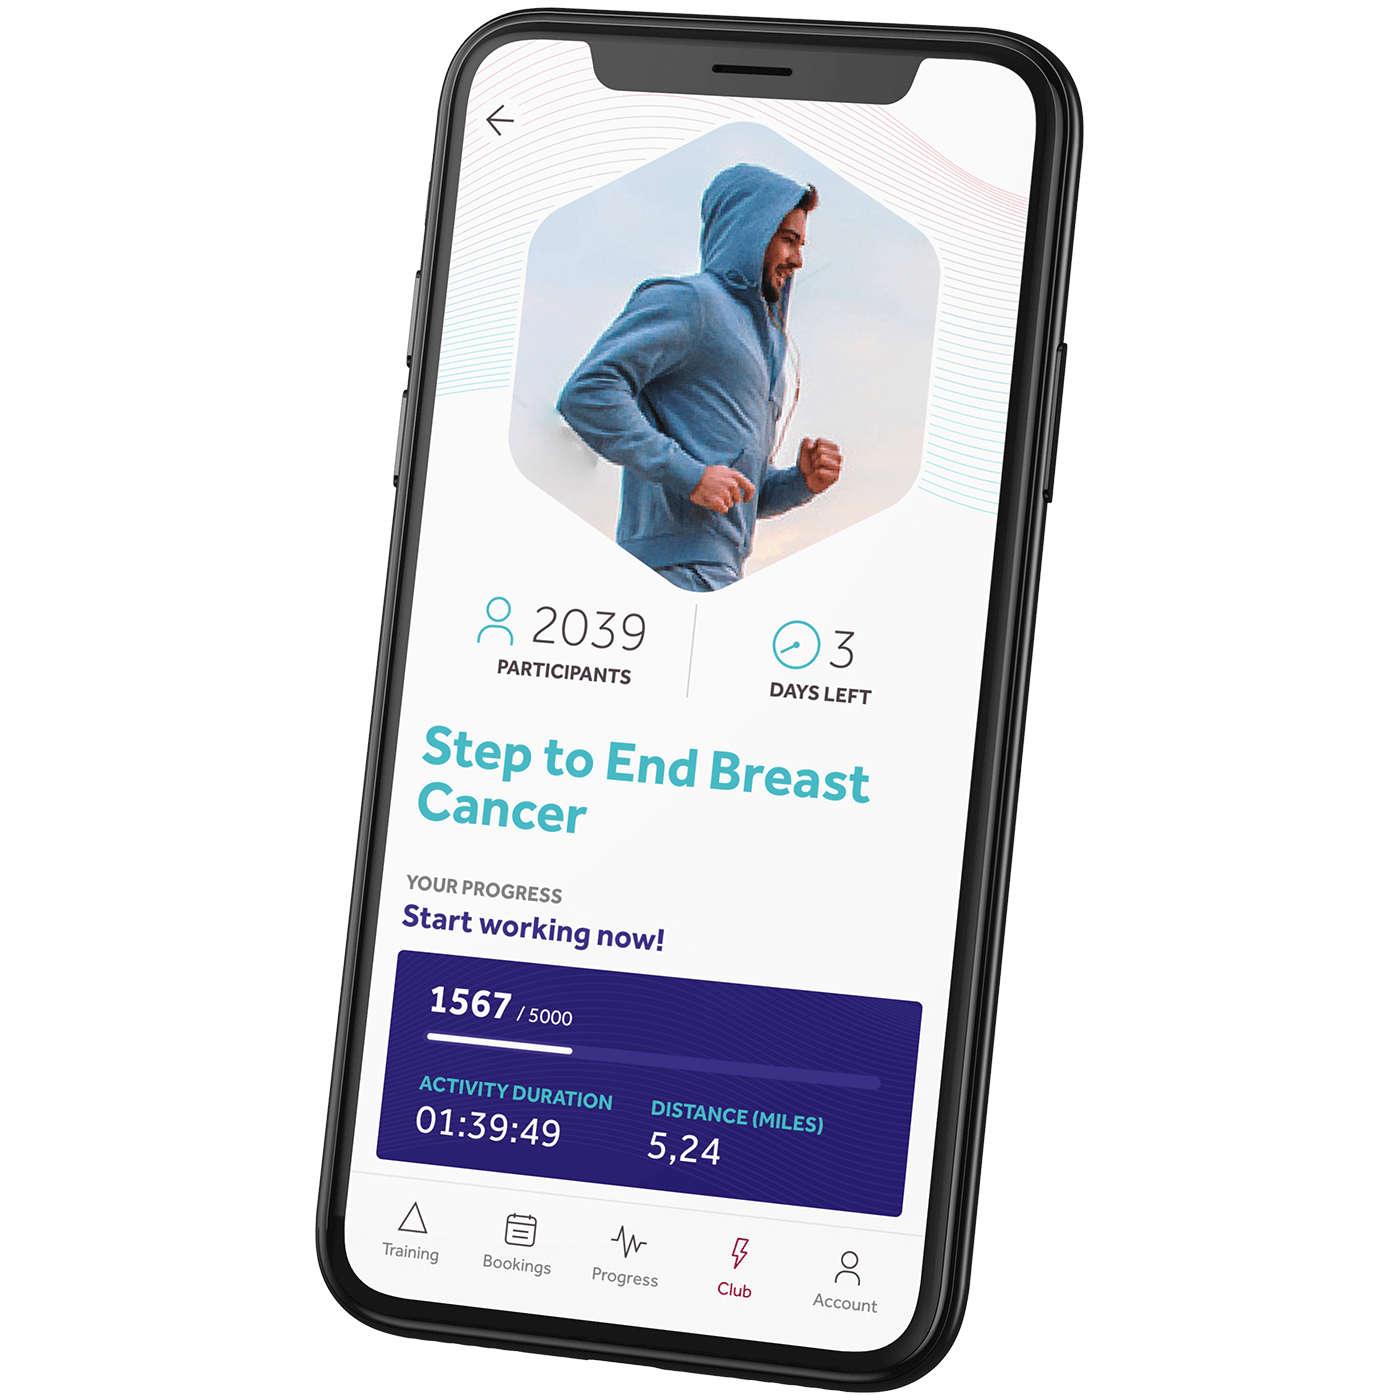 2039
PARTICIPANTS
3
DAYS LEFT
Step to End Breast
Cancer
YOUR PROGRESS
Start working now!
1567 / 5000
ACTIVITY DURATION
01:39:49
DISTANCE (MILES)
5,24
Training
Bookings
Progress
Club
Account